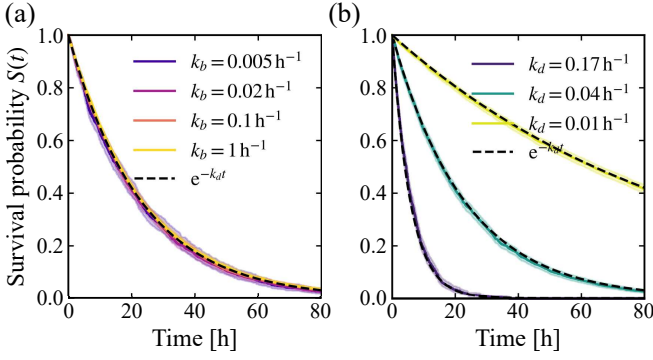 (a)
(b)
Survival probability S(t)
1.0
0.8
0.6
0.4
0.2
0.0
k_b = 0.005 h⁻¹
k_b = 0.02 h⁻¹
k_b = 0.1 h⁻¹
k_b = 1 h⁻¹
e^{-k_d t}
0 20 40 60 80
Time [h]
1.0
0.8
0.6
0.4
0.2
0.0
k_d = 0.17 h⁻¹
k_d = 0.04 h⁻¹
k_d = 0.01 h⁻¹
e^{-k_d t}
0 20 40 60 80
Time [h]